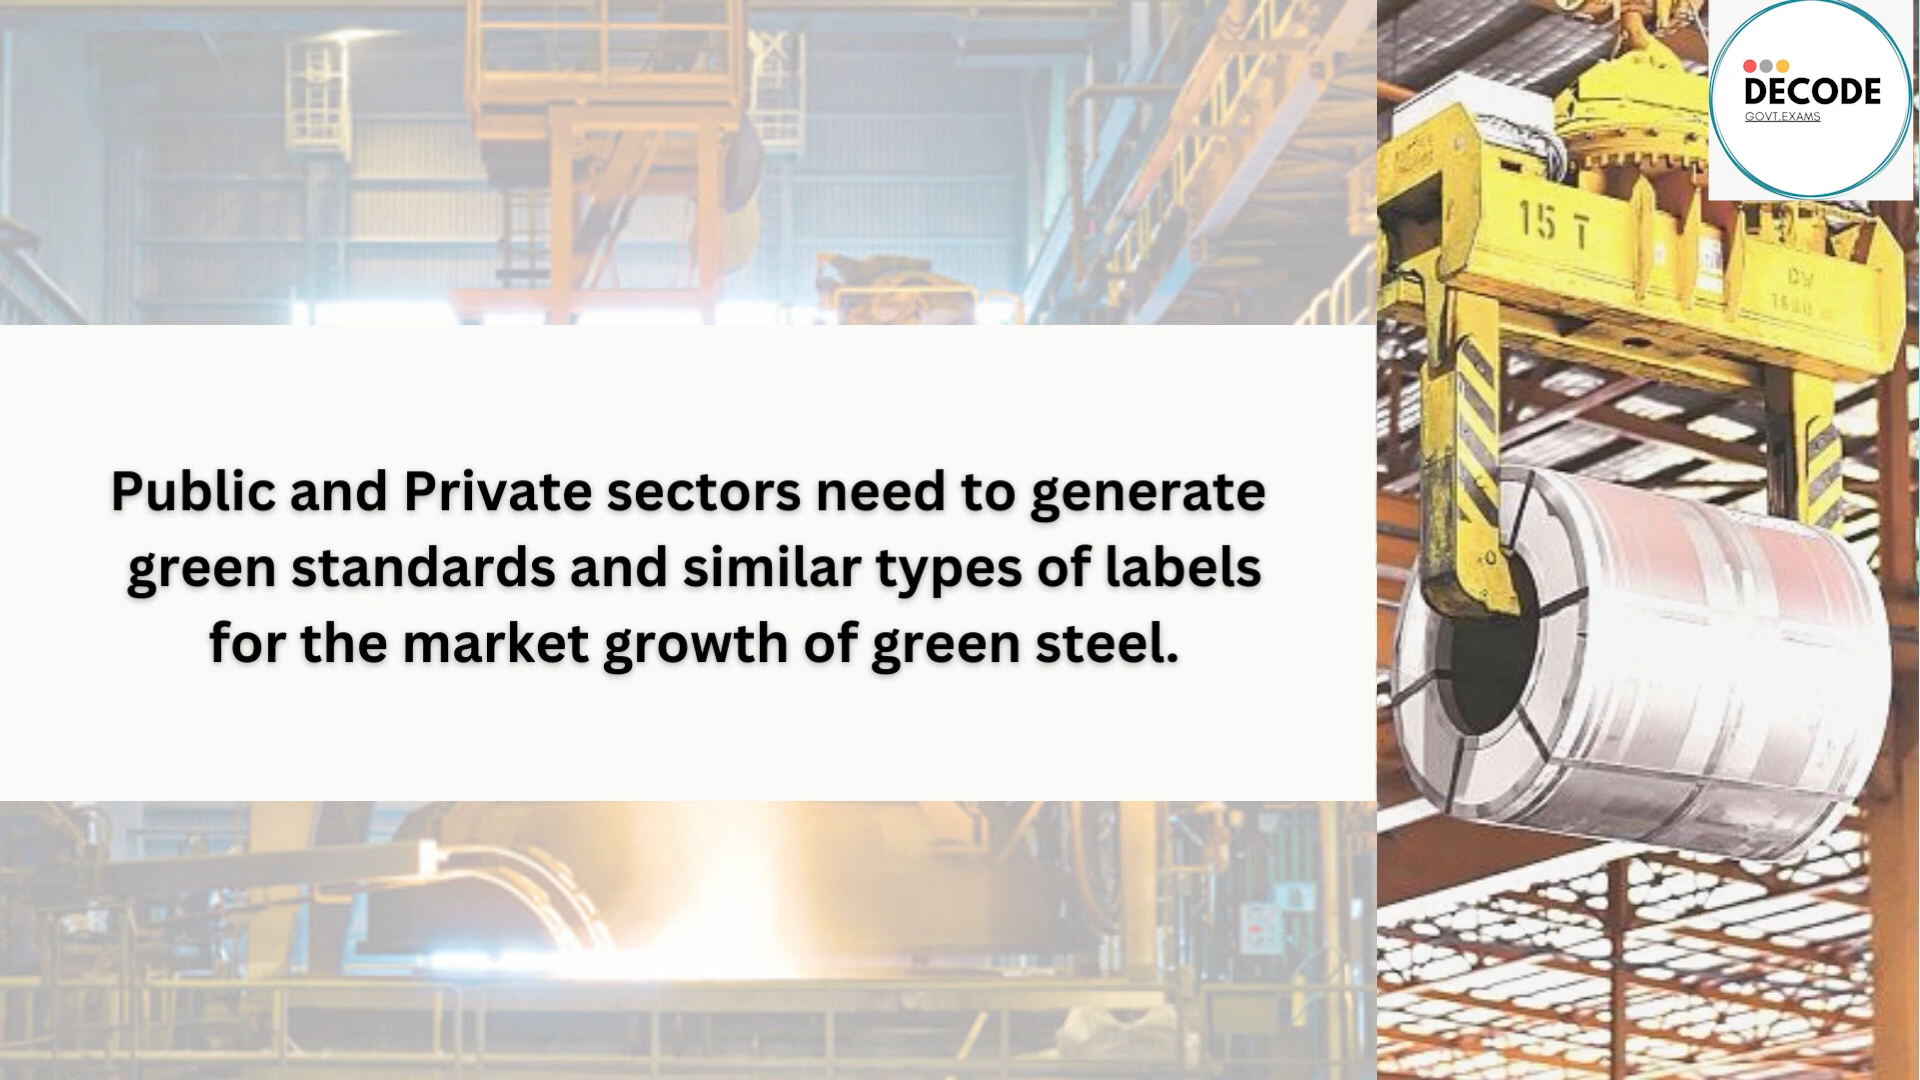 DECODE
GOVT.EXAMS
15 T
Public and Private sectors need to generate
green standards and similar types of labels
for the market growth of green steel.